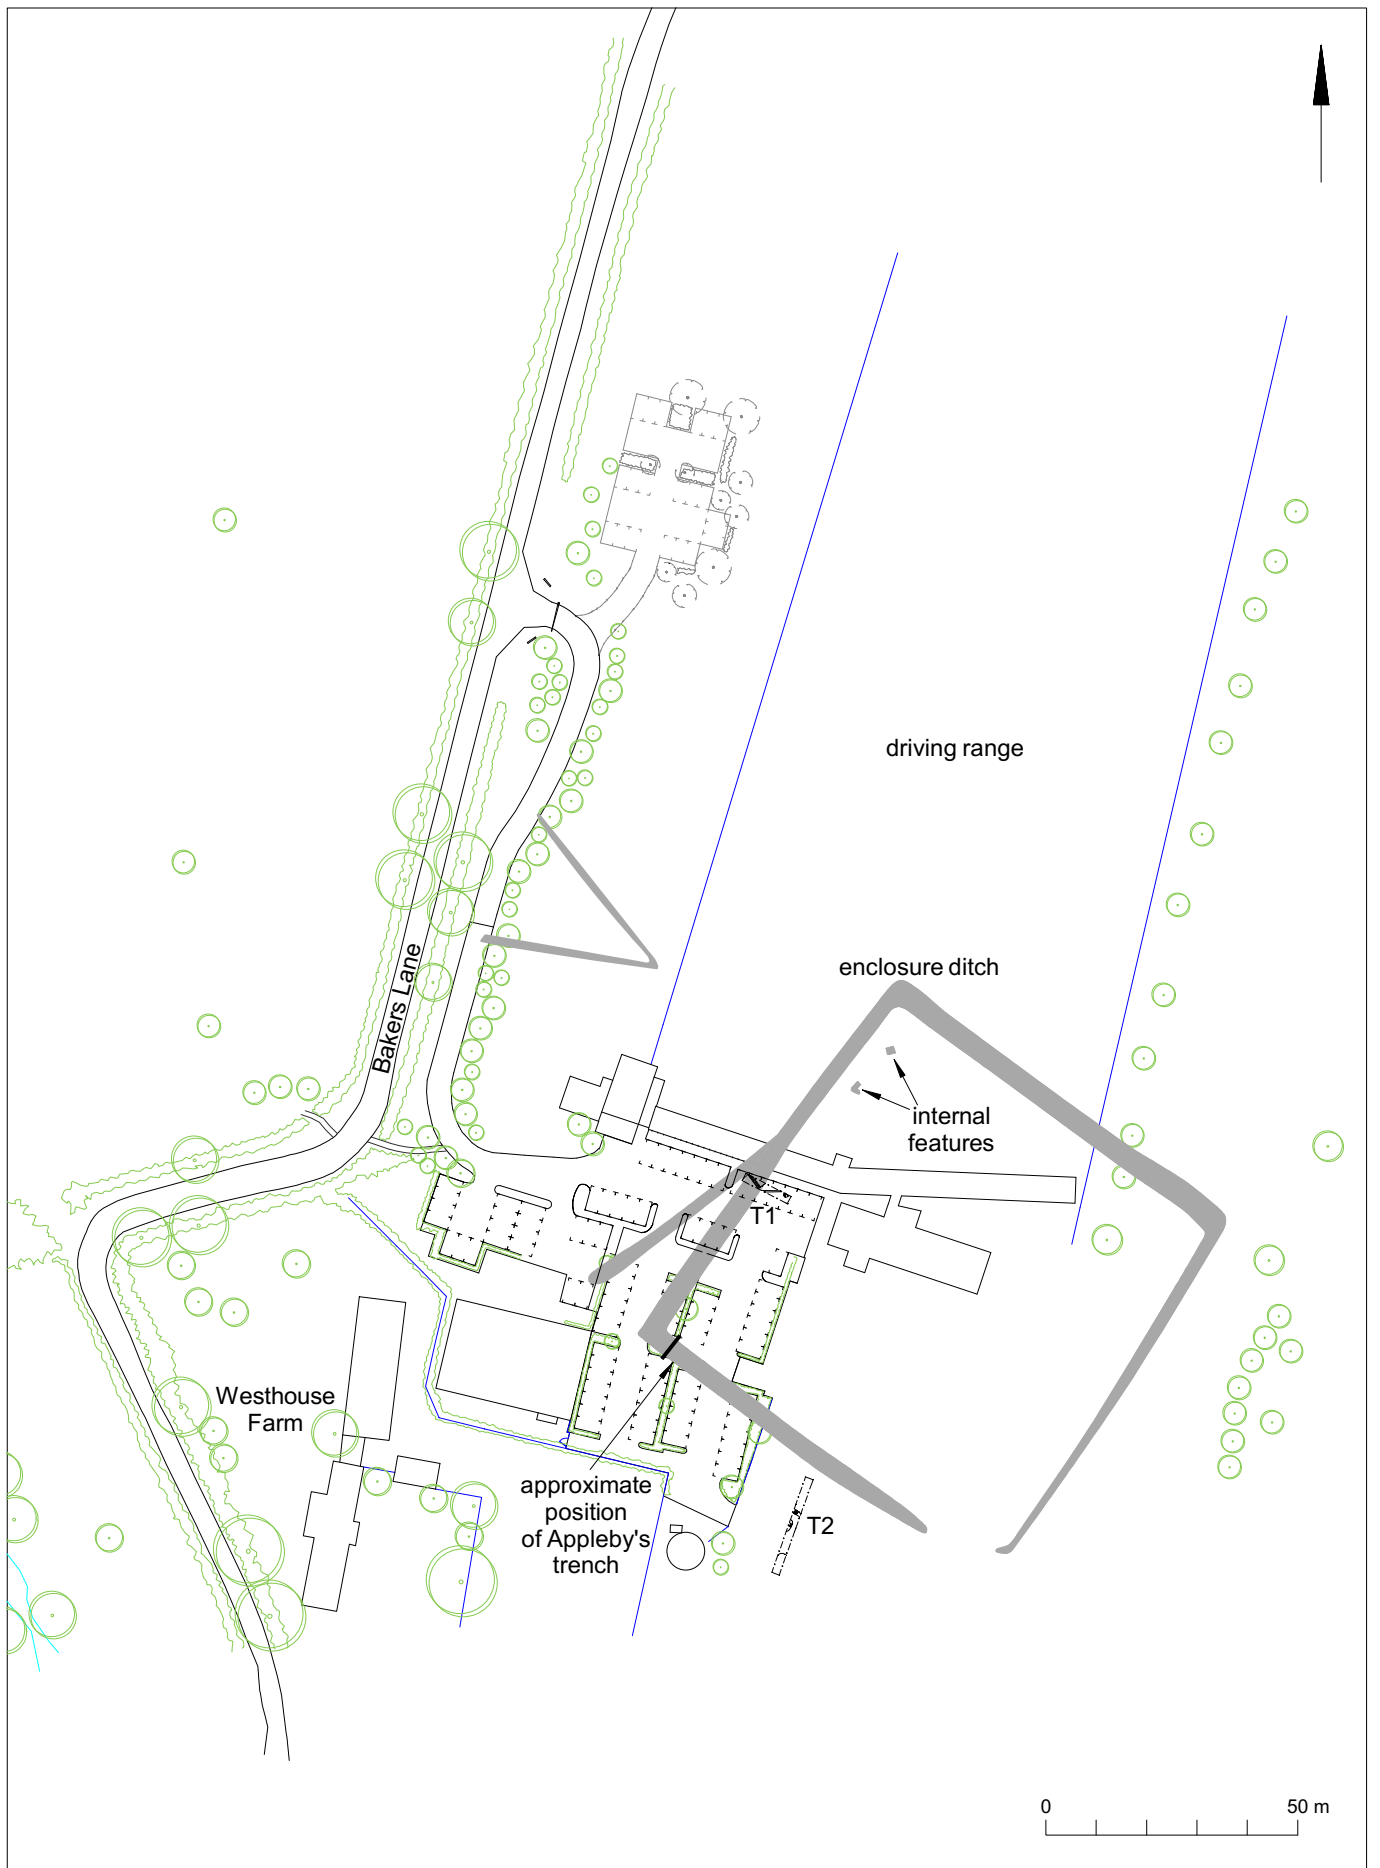 driving range
enclosure ditch
Bakers Lane
internal
features
T1
Westhouse
Farm
approximate
position
of Appleby's
trench
T2
0
50 m